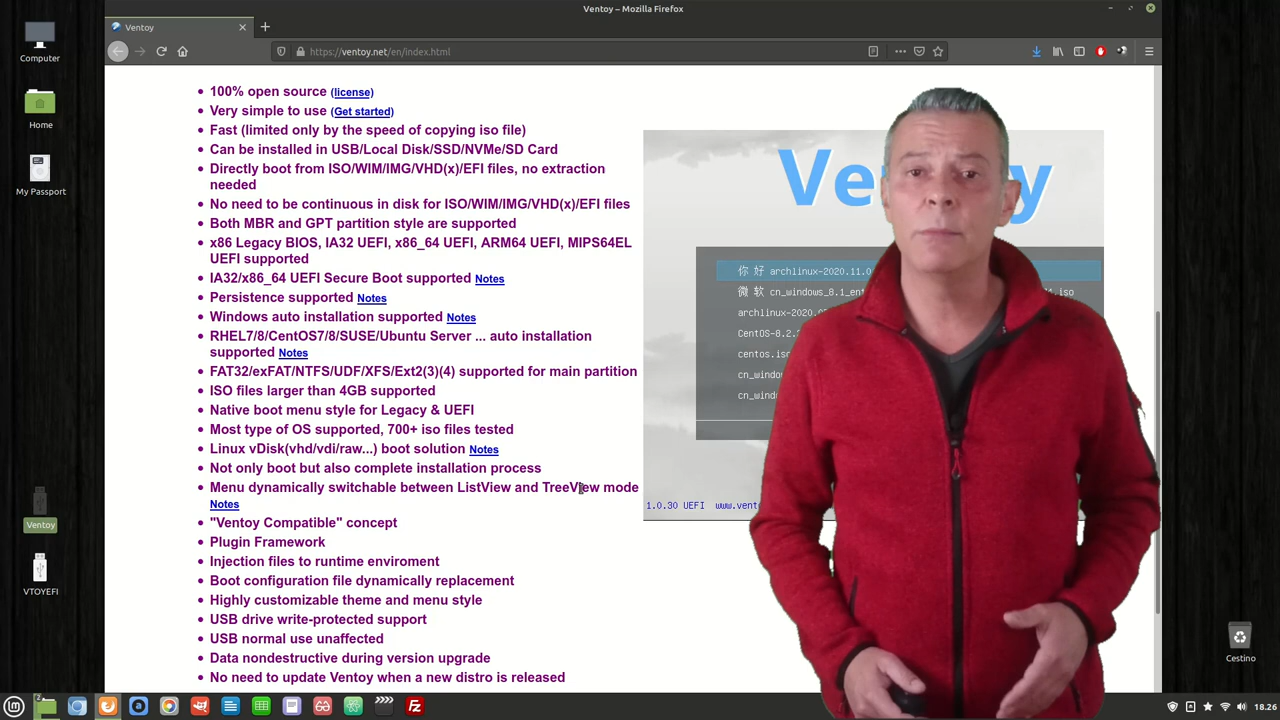 Ventoy – Mozilla Firefox
Ventoy
https://ventoy.net/en/index.html
Computer
Home
My Passport
Ventoy
VTOYEFI
100% open source (license)
Very simple to use (Get started)
Fast (limited only by the speed of copying iso file)
Can be installed in USB/Local Disk/SSD/NVMe/SD Card
Directly boot from ISO/WIM/IMG/VHD(x)/EFI files, no extraction
needed
No need to be continuous in disk for ISO/WIM/IMG/VHD(x)/EFI files
Both MBR and GPT partition style are supported
x86 Legacy BIOS, IA32 UEFI, x86_64 UEFI, ARM64 UEFI, MIPS64EL
UEFI supported
IA32/x86_64 UEFI Secure Boot supported Notes
Persistence supported Notes
Windows auto installation supported Notes
RHEL7/8/CentOS7/8/SUSE/Ubuntu Server ... auto installation
supported Notes
FAT32/exFAT/NTFS/UDF/XFS/Ext2(3)(4) supported for main partition
ISO files larger than 4GB supported
Native boot menu style for Legacy & UEFI
Most type of OS supported, 700+ iso files tested
Linux vDisk(vhd/vdi/raw...) boot solution Notes
Not only boot but also complete installation process
Menu dynamically switchable between ListView and TreeView mode
Notes
"Ventoy Compatible" concept
Plugin Framework
Injection files to runtime enviroment
Boot configuration file dynamically replacement
Highly customizable theme and menu style
USB drive write-protected support
USB normal use unaffected
Data nondestructive during version upgrade
No need to update Ventoy when a new distro is released
Ve y
你 好 archlinux-2020.11.0
微 软 cn_windows_8.1_ent .iso
archlinux-2020.0
CentOS-8.2.
centos.iso
cn_window
cn_wind
1.0.30 UEFI www.vent
Cestino
2
18.26